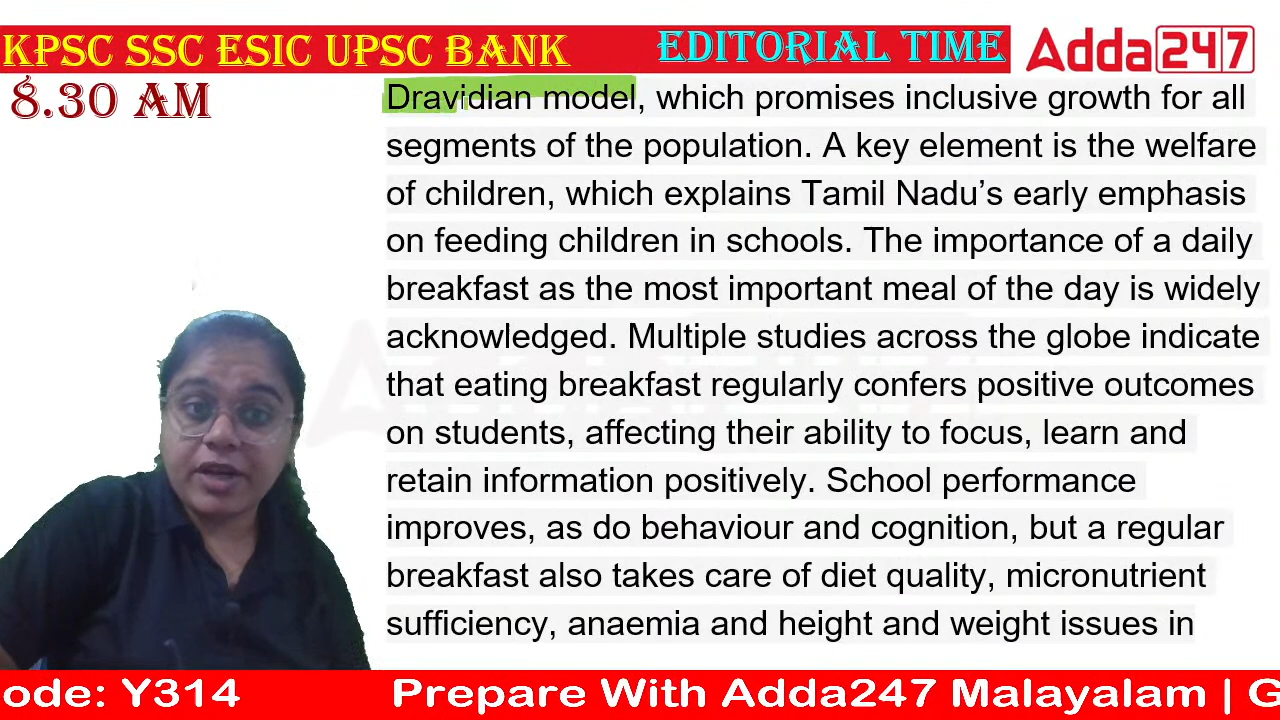 KPSC SSC ESIC UPSC BANK
EDITORIAL TIME
Adda247
8.30 AM
Dravidian model, which promises inclusive growth for all
segments of the population. A key element is the welfare
of children, which explains Tamil Nadu’s early emphasis
on feeding children in schools. The importance of a daily
breakfast as the most important meal of the day is widely
acknowledged. Multiple studies across the globe indicate
that eating breakfast regularly confers positive outcomes
on students, affecting their ability to focus, learn and
retain information positively. School performance
improves, as do behaviour and cognition, but a regular
breakfast also takes care of diet quality, micronutrient
sufficiency, anaemia and height and weight issues in
ode: Y314 Prepare With Adda247 Malayalam | G